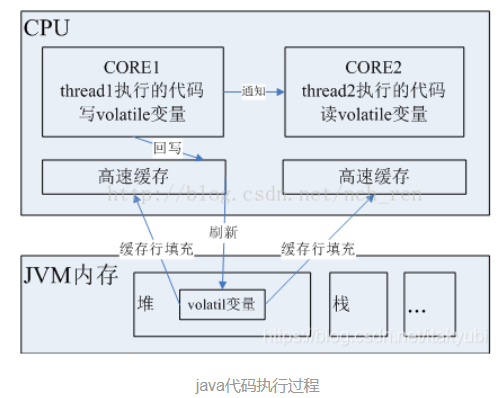 CPU
CORE1
thread1执行的代码
写volatile变量
通知
CORE2
thread2执行的代码
读volatile变量
回写
高速缓存
高速缓存
http://blog.csdn.net/ncb_ren
刷新
缓存行填充
缓存行填充
JVM内存
堆
volatil变量
栈
...
https://blog.csdn.net/itakyubi
java代码执行过程